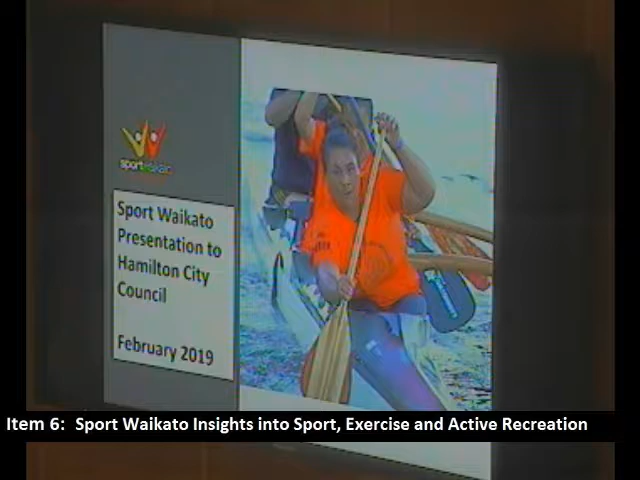 sportwaikato
Sport Waikato
Presentation to
Hamilton City
Council
February 2019
Item 6: Sport Waikato Insights into Sport, Exercise and Active Recreation